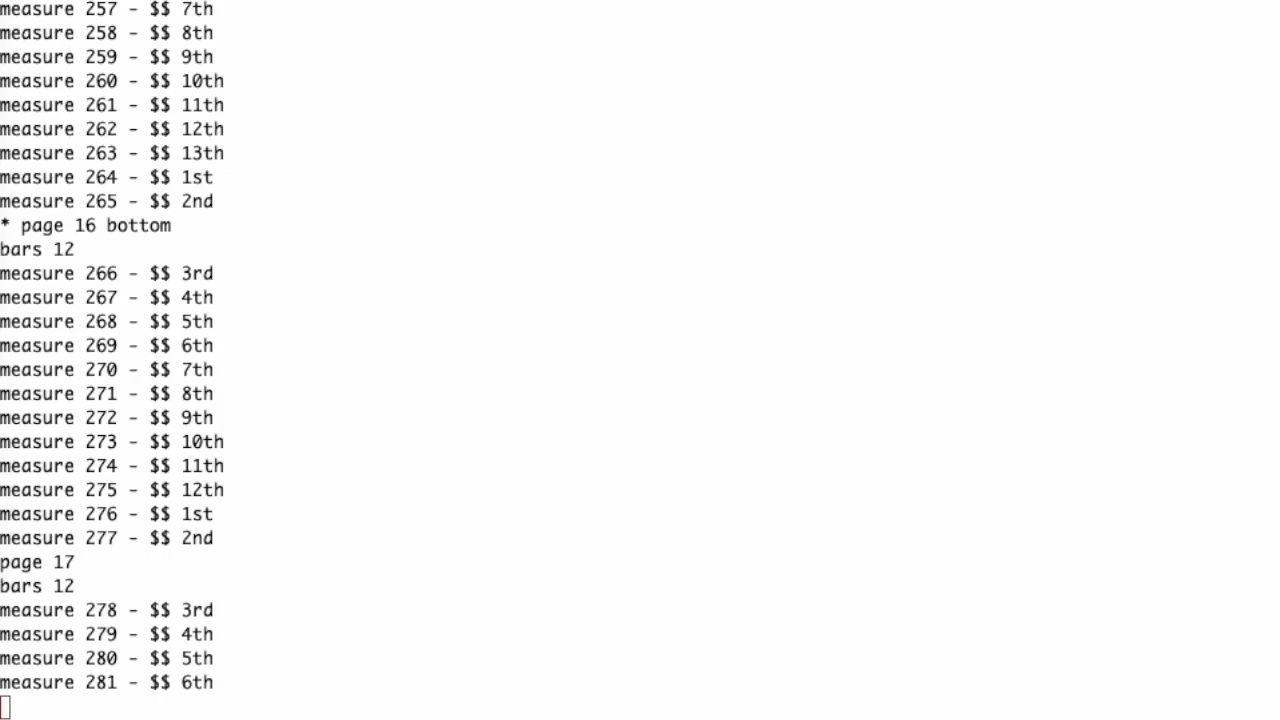 measure 257 - $$ 7th
measure 258 - $$ 8th
measure 259 - $$ 9th
measure 260 - $$ 10th
measure 261 - $$ 11th
measure 262 - $$ 12th
measure 263 - $$ 13th
measure 264 - $$ 1st
measure 265 - $$ 2nd
* page 16 bottom
bars 12
measure 266 - $$ 3rd
measure 267 - $$ 4th
measure 268 - $$ 5th
measure 269 - $$ 6th
measure 270 - $$ 7th
measure 271 - $$ 8th
measure 272 - $$ 9th
measure 273 - $$ 10th
measure 274 - $$ 11th
measure 275 - $$ 12th
measure 276 - $$ 1st
measure 277 - $$ 2nd
page 17
bars 12
measure 278 - $$ 3rd
measure 279 - $$ 4th
measure 280 - $$ 5th
measure 281 - $$ 6th